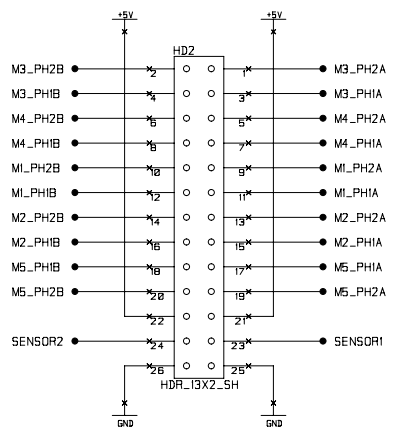 +5V +5V
HD2
M3_PH2B 2 1 M3_PH2A
M3_PH1B 4 3 M3_PH1A
M4_PH2B 6 5 M4_PH2A
M4_PH1B 8 7 M4_PH1A
M1_PH2B 10 9 M1_PH2A
M1_PH1B 12 11 M1_PH1A
M2_PH2B 14 13 M2_PH2A
M2_PH1B 16 15 M2_PH1A
M5_PH1B 18 17 M5_PH1A
M5_PH2B 20 19 M5_PH2A
22 21
SENSOR2 24 23 SENSOR1
26 25
HDR_13X2_SH
GND GND